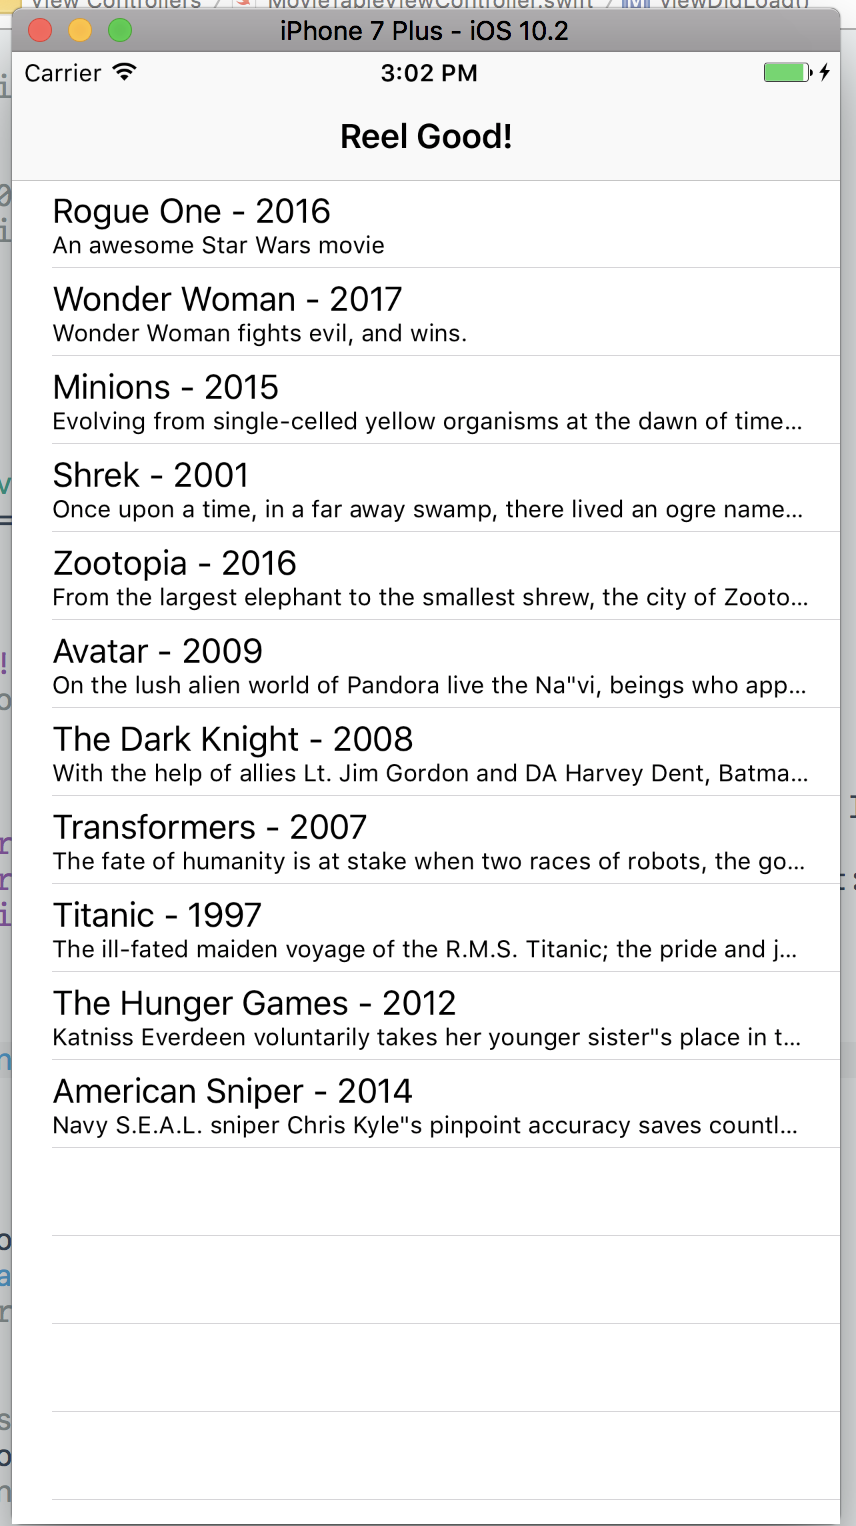 View Controllers MovieTableViewController.swift viewDidLoad()
iPhone 7 Plus - iOS 10.2
Carrier 3:02 PM
Reel Good!
Rogue One - 2016
An awesome Star Wars movie
Wonder Woman - 2017
Wonder Woman fights evil, and wins.
Minions - 2015
Evolving from single-celled yellow organisms at the dawn of time...
Shrek - 2001
Once upon a time, in a far away swamp, there lived an ogre name...
Zootopia - 2016
From the largest elephant to the smallest shrew, the city of Zooto...
Avatar - 2009
On the lush alien world of Pandora live the Na"vi, beings who app...
The Dark Knight - 2008
With the help of allies Lt. Jim Gordon and DA Harvey Dent, Batma...
Transformers - 2007
The fate of humanity is at stake when two races of robots, the go...
Titanic - 1997
The ill-fated maiden voyage of the R.M.S. Titanic; the pride and j...
The Hunger Games - 2012
Katniss Everdeen voluntarily takes her younger sister"s place in t...
American Sniper - 2014
Navy S.E.A.L. sniper Chris Kyle"s pinpoint accuracy saves countl...